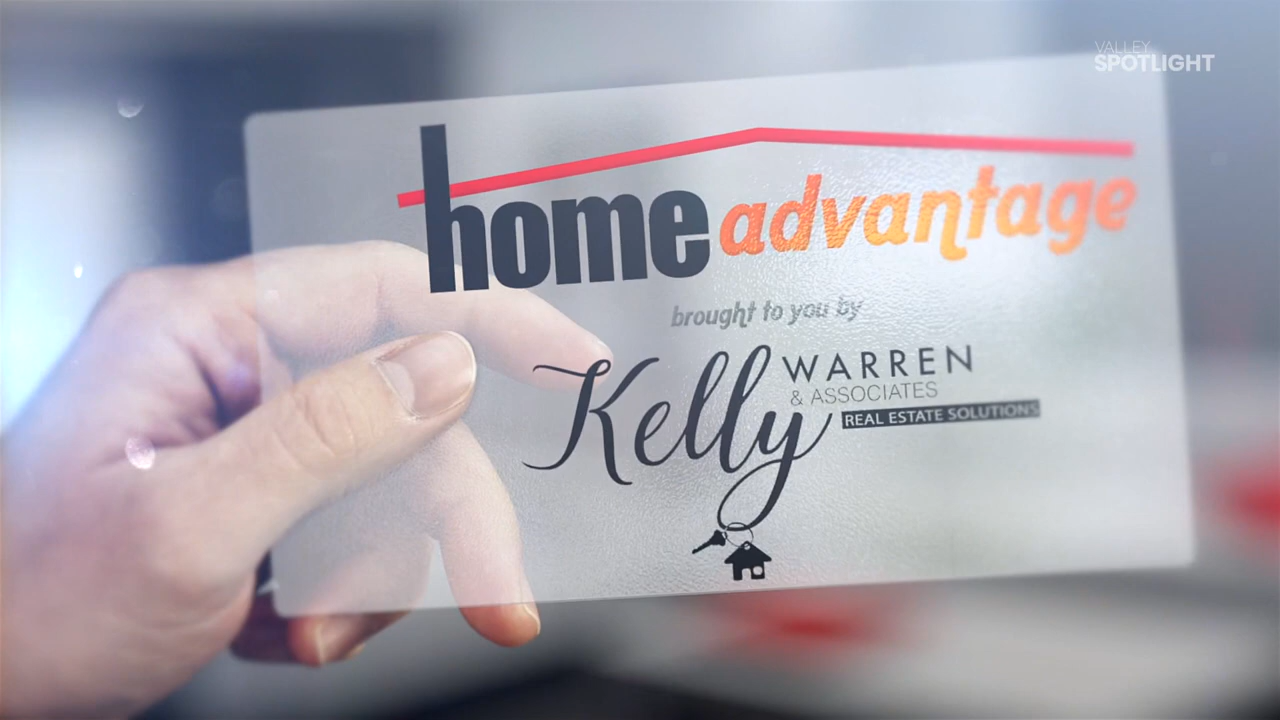 VALLEY
SPOTLIGHT
home advantage
brought to you by
Kelly WARREN
& ASSOCIATES
REAL ESTATE SOLUTIONS